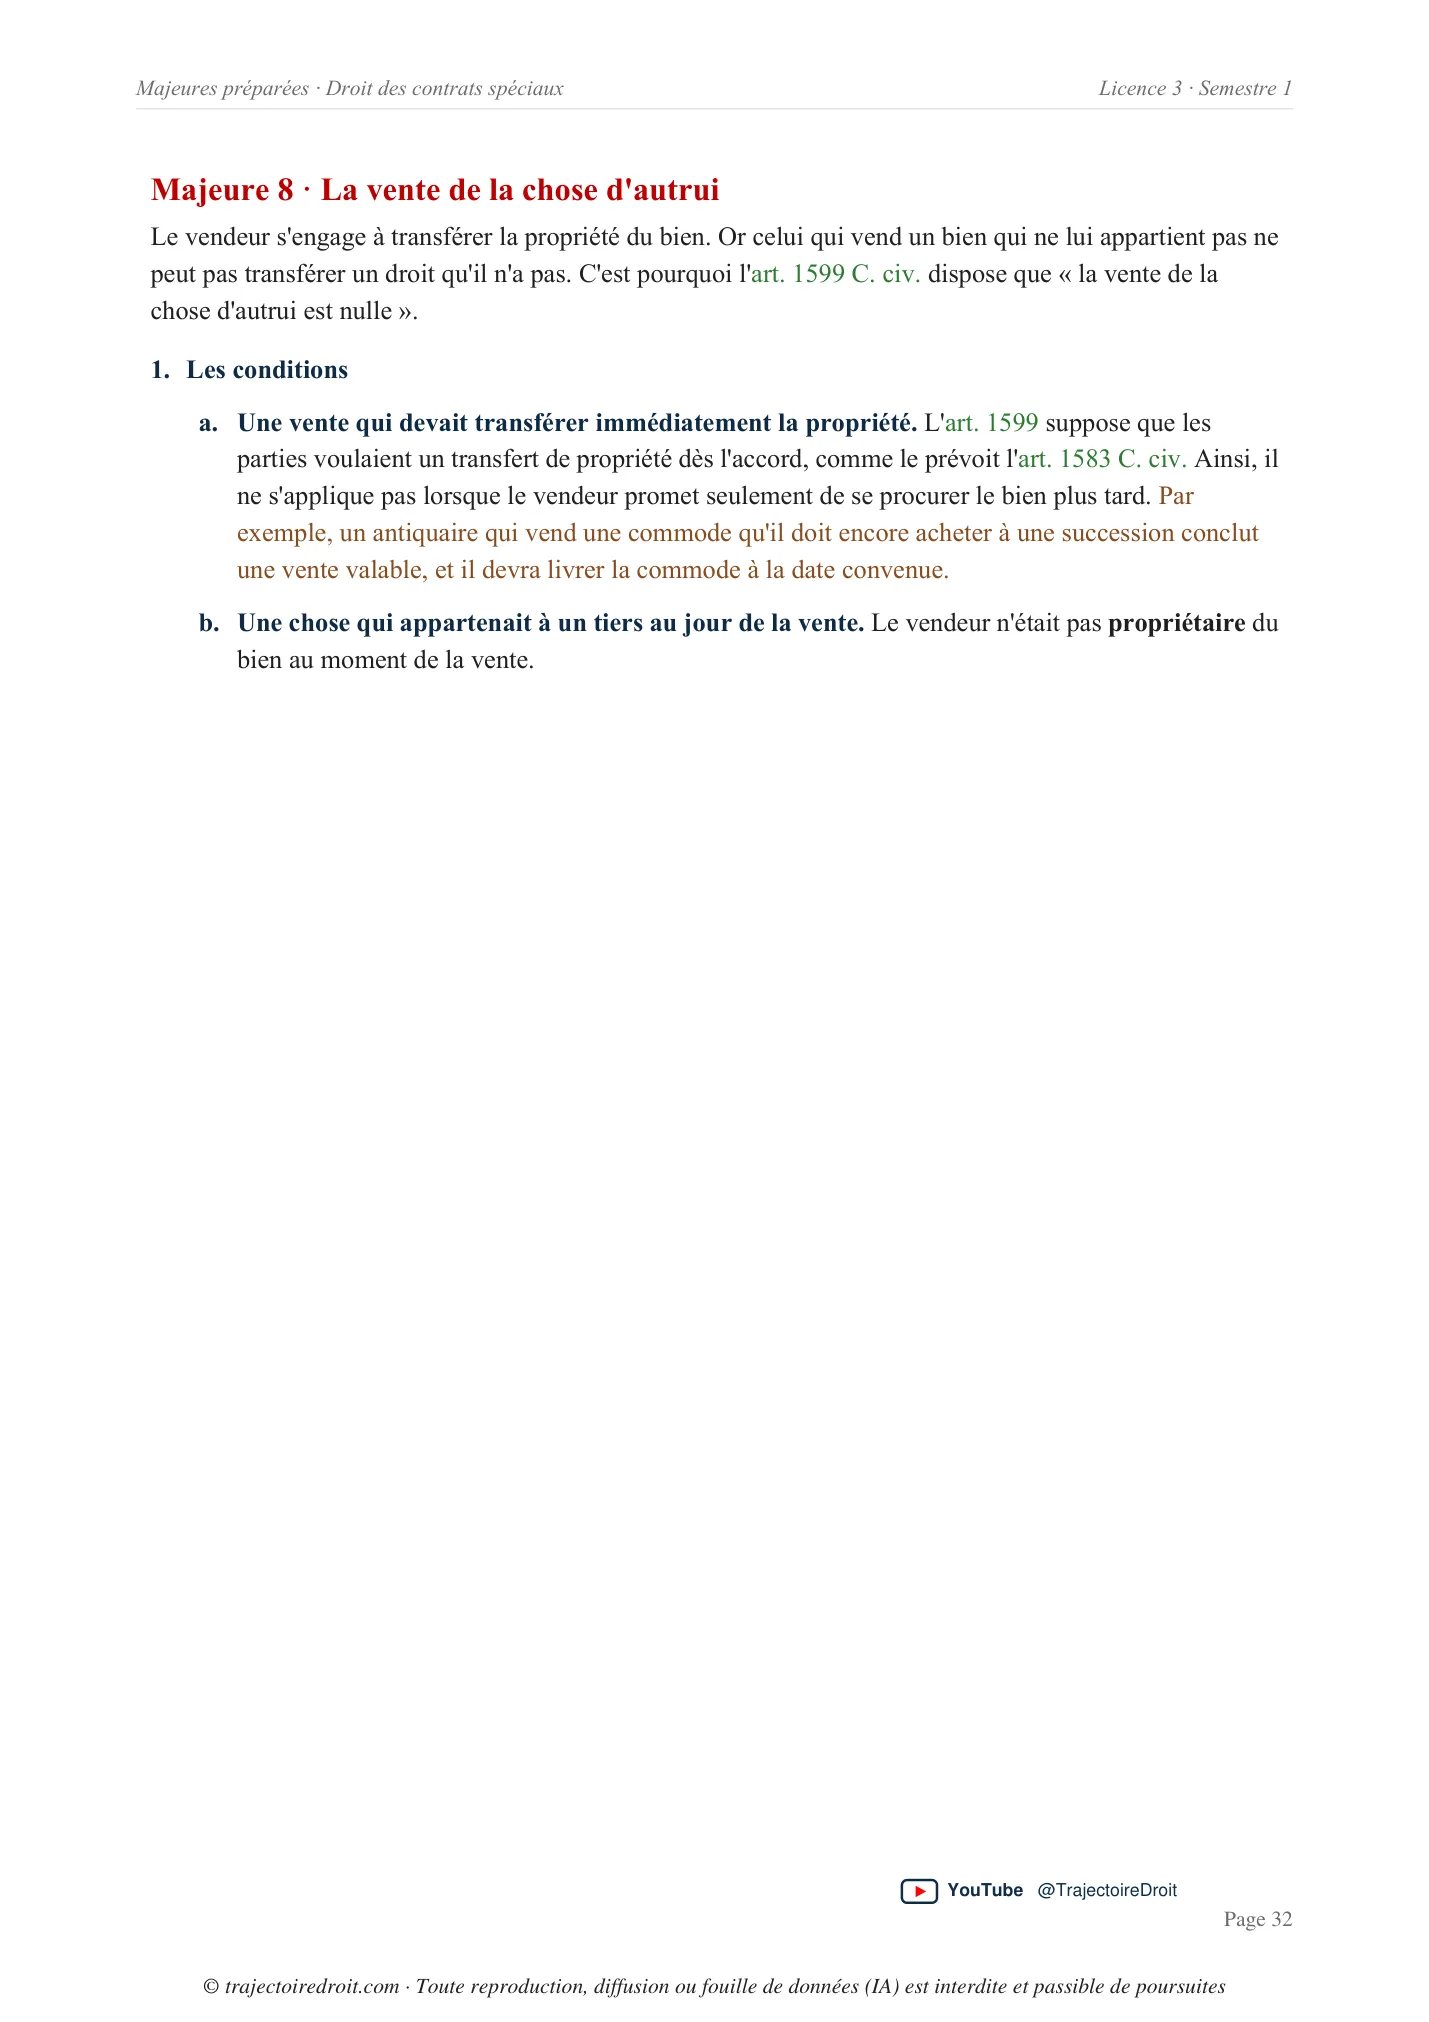 Majeures préparées · Droit des contrats spéciaux
Licence 3 · Semestre 1
Majeure 8 · La vente de la chose d'autrui
Le vendeur s'engage à transférer la propriété du bien. Or celui qui vend un bien qui ne lui appartient pas ne
peut pas transférer un droit qu'il n'a pas. C'est pourquoi l'art. 1599 C. civ. dispose que « la vente de la
chose d'autrui est nulle ».
1. Les conditions
a. Une vente qui devait transférer immédiatement la propriété. L'art. 1599 suppose que les
parties voulaient un transfert de propriété dès l'accord, comme le prévoit l'art. 1583 C. civ. Ainsi, il
ne s'applique pas lorsque le vendeur promet seulement de se procurer le bien plus tard. Par
exemple, un antiquaire qui vend une commode qu'il doit encore acheter à une succession conclut
une vente valable, et il devra livrer la commode à la date convenue.
b. Une chose qui appartenait à un tiers au jour de la vente. Le vendeur n'était pas propriétaire du
bien au moment de la vente.
YouTube @TrajectoireDroit
Page 32
© trajectoiredroit.com · Toute reproduction, diffusion ou fouille de données (IA) est interdite et passible de poursuites